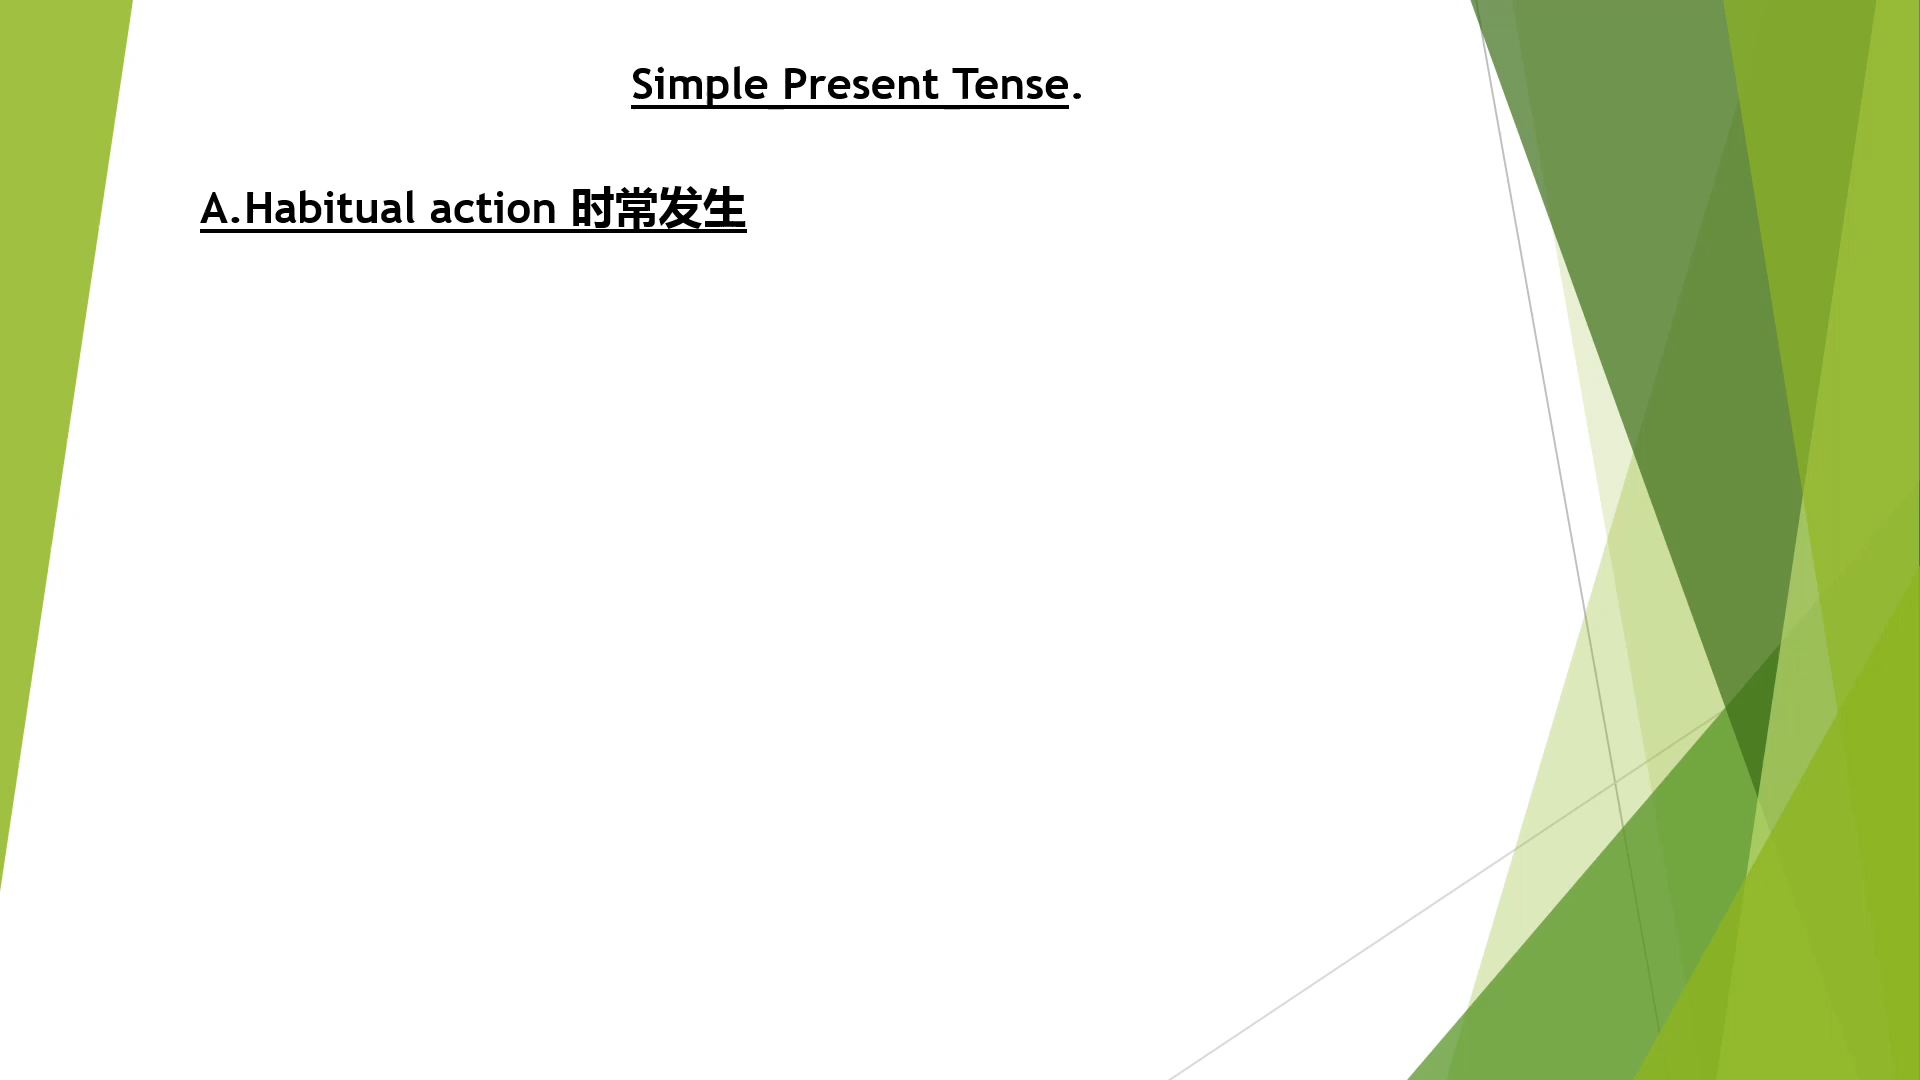 Simple Present Tense.
A.Habitual action 时常发生